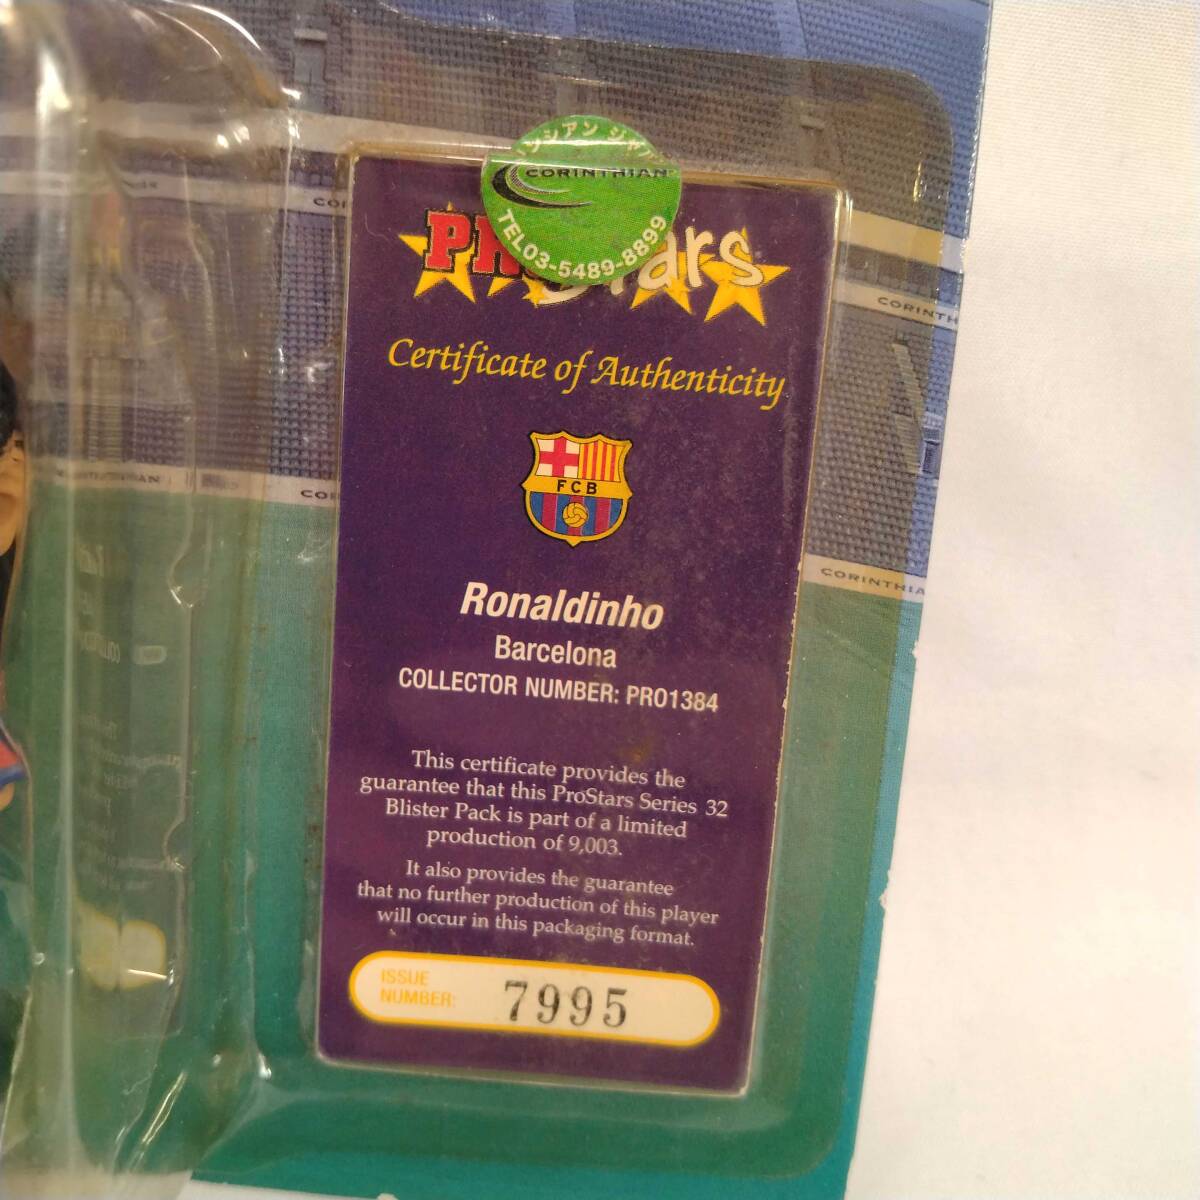 CORINTHIAN
TEL03-5489-8899
Stars
Certificate of Authenticity
FCB
Ronaldinho
Barcelona
COLLECTOR NUMBER: PRO1384
This certificate provides the
guarantee that this ProStars Series 32
Blister Pack is part of a limited
production of 9,003.
It also provides the guarantee
that no further production of this player
will occur in this packaging format.
ISSUE
NUMBER:
7995